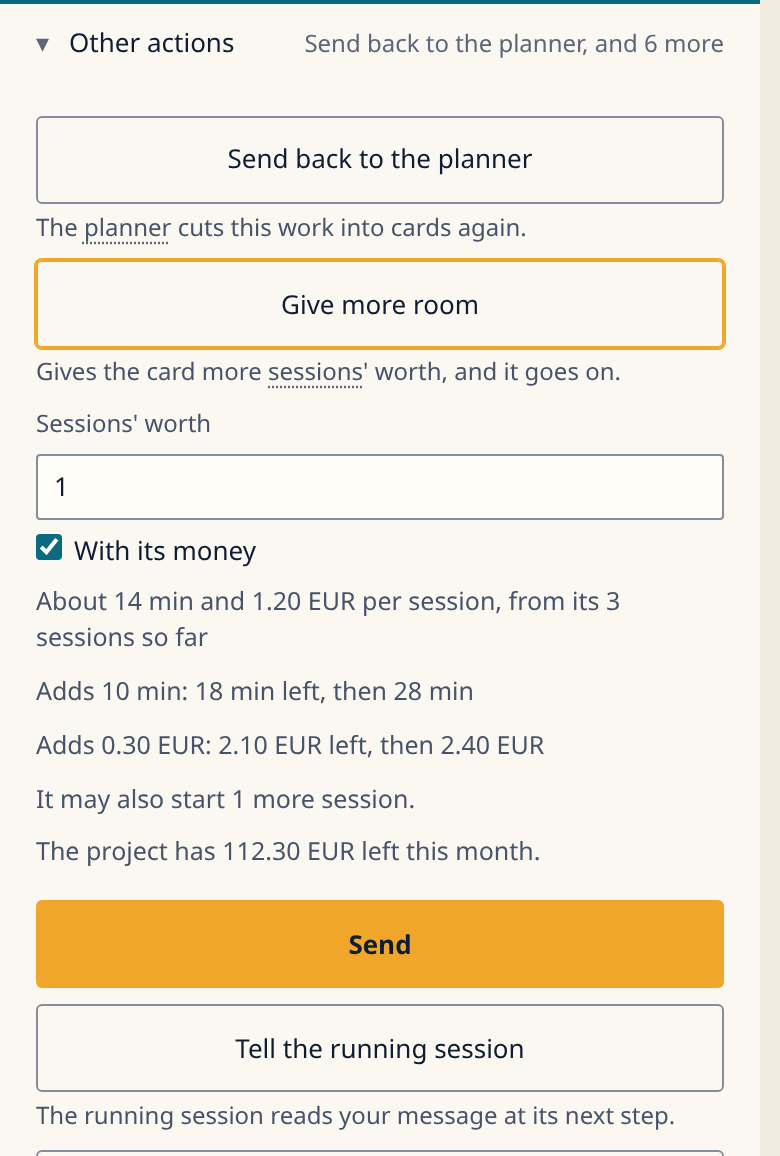 ▼ Other actions Send back to the planner, and 6 more
Send back to the planner
The planner cuts this work into cards again.
Give more room
Gives the card more sessions' worth, and it goes on.
Sessions' worth
1
With its money
About 14 min and 1.20 EUR per session, from its 3
sessions so far
Adds 10 min: 18 min left, then 28 min
Adds 0.30 EUR: 2.10 EUR left, then 2.40 EUR
It may also start 1 more session.
The project has 112.30 EUR left this month.
Send
Tell the running session
The running session reads your message at its next step.